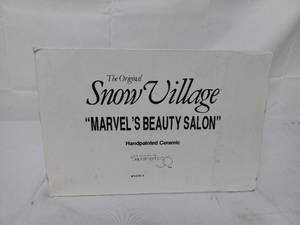 The Original
Snow Village
"MARVEL'S BEAUTY SALON"
Handpainted Ceramic